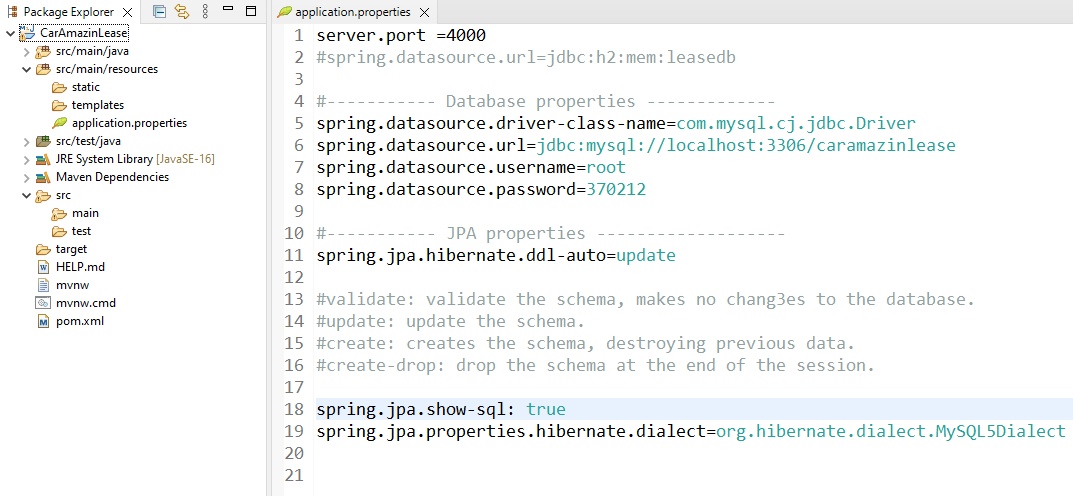 Package Explorer
CarAmazinLease
src/main/java
src/main/resources
static
templates
application.properties
src/test/java
JRE System Library [JavaSE-16]
Maven Dependencies
src
main
test
target
HELP.md
mvnw
mvnw.cmd
pom.xml
application.properties
1 server.port =4000
2 #spring.datasource.url=jdbc:h2:mem:leasedb
3
4 #----------- Database properties -------------
5 spring.datasource.driver-class-name=com.mysql.cj.jdbc.Driver
6 spring.datasource.url=jdbc:mysql://localhost:3306/caramazinlease
7 spring.datasource.username=root
8 spring.datasource.password=370212
9
10 #----------- JPA properties -------------------
11 spring.jpa.hibernate.ddl-auto=update
12
13 #validate: validate the schema, makes no chang3es to the database.
14 #update: update the schema.
15 #create: creates the schema, destroying previous data.
16 #create-drop: drop the schema at the end of the session.
17
18 spring.jpa.show-sql: true
19 spring.jpa.properties.hibernate.dialect=org.hibernate.dialect.MySQL5Dialect
20
21